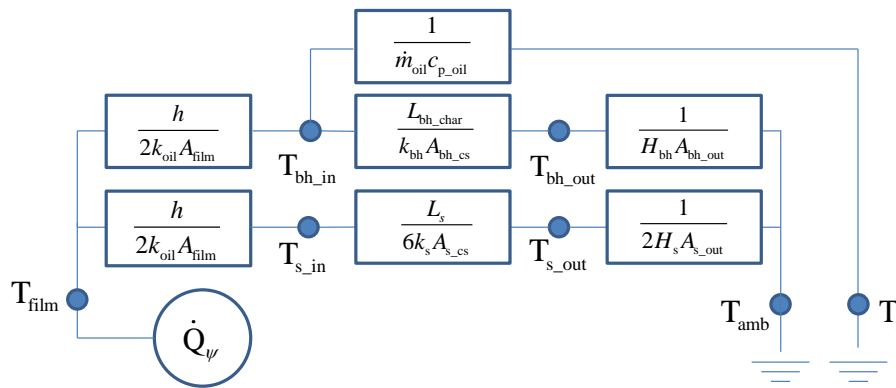 1
ṁ_oil c_p_oil
h
2k_oil A_film
T_bh_in
L_bh_char
k_bh A_bh_cs
T_bh_out
1
H_bh A_bh_out
h
2k_oil A_film
T_s_in
L_s
6k_s A_s_cs
T_s_out
1
2H_s A_s_out
T_film
Q̇_ψ
T_amb
T